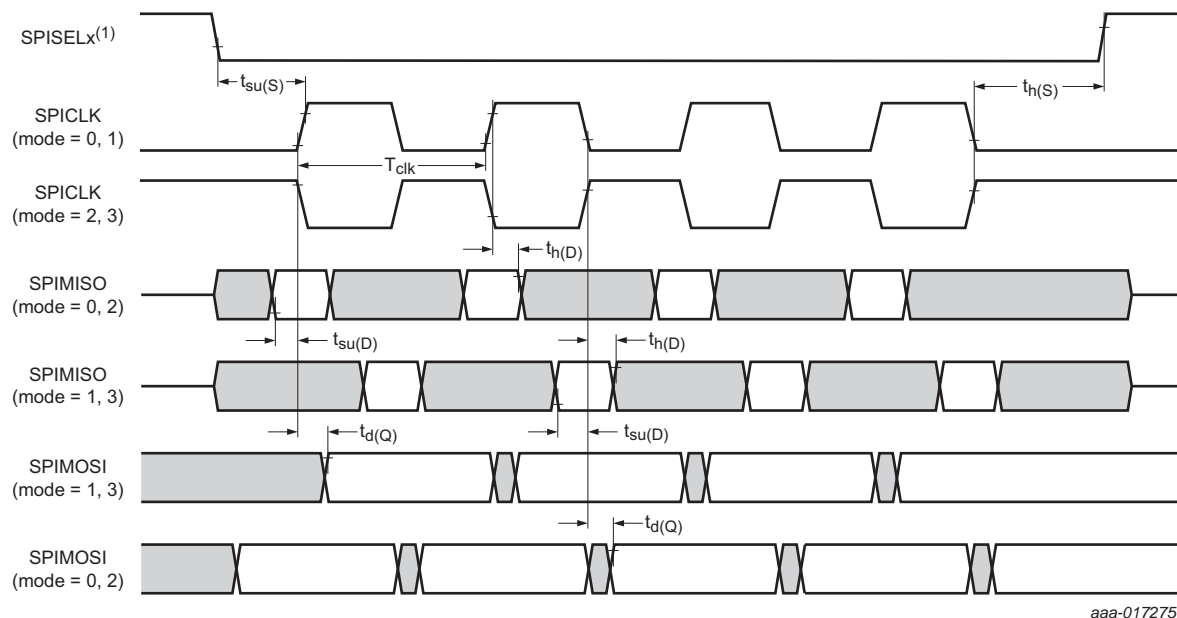 SPISELx(1)
tsu(S)
th(S)
SPICLK
(mode = 0, 1)
Tclk
SPICLK
(mode = 2, 3)
th(D)
SPIMISO
(mode = 0, 2)
tsu(D)
th(D)
SPIMISO
(mode = 1, 3)
td(Q)
tsu(D)
SPIMOSI
(mode = 1, 3)
td(Q)
SPIMOSI
(mode = 0, 2)
aaa-017275